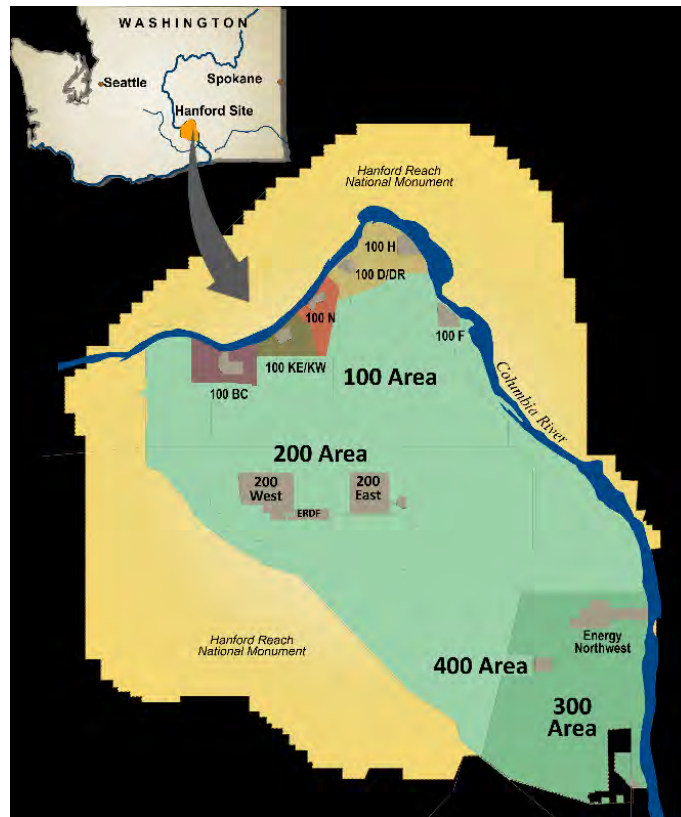 WASHINGTON
Seattle
Spokane
Hanford Site
Hanford Reach
National Monument
100 H
100 D/DR
100 N
100 F
100 KE/KW
100 BC
100 Area
Columbia River
200 Area
200
West
200
East
ERDF
Energy
Northwest
Hanford Reach
National Monument
400 Area
300
Area